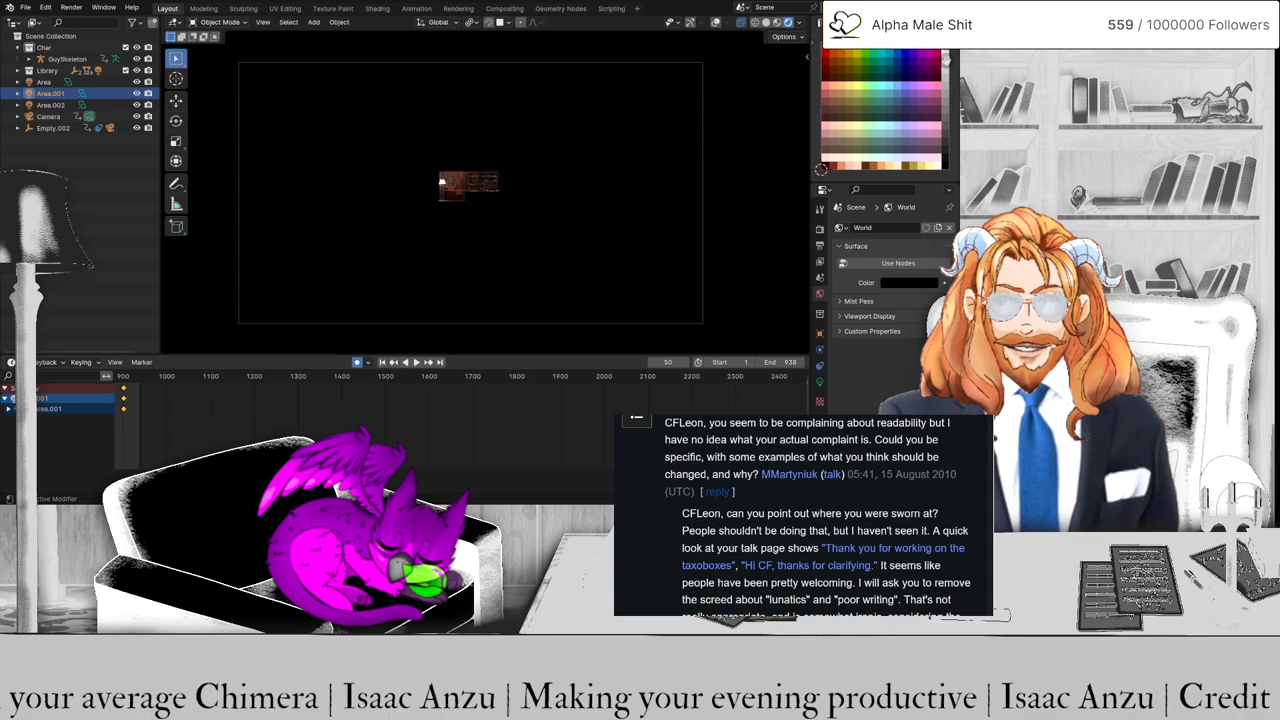 File Edit Render Window Help Layout Modeling Sculpting UV Editing Texture Paint Shading Animation Rendering Compositing Geometry Nodes Scripting Scene
Object Mode View Select Add Object Global
Options
Scene Collection
Char
GuySkeleton
Library
Area
Area.001
Area.002
Camera
Empty.002
Alpha Male Shit 559 / 1000000 Followers
Scene > World
World
Surface
Use Nodes
Color
Mist Pass
Viewport Display
Custom Properties
Keying View Marker 50 Start 1 End 938
900 1000 1100 1200 1300 1400 1500 1600 1700 1800 1900 2000 2100 2200 2300 2400
CFLeon, you seem to be complaining about readability but I
have no idea what your actual complaint is. Could you be
specific, with some examples of what you think should be
changed, and why? MMartyniuk (talk) 05:41, 15 August 2010
(UTC) [ reply ]
CFLeon, can you point out where you were sworn at?
People shouldn't be doing that, but I haven't seen it. A quick
look at your talk page shows "Thank you for working on the
taxoboxes", "Hi CF, thanks for clarifying." It seems like
people have been pretty welcoming. I will ask you to remove
the screed about "lunatics" and "poor writing". That's not
your average Chimera | Isaac Anzu | Making your evening productive | Isaac Anzu | Credit